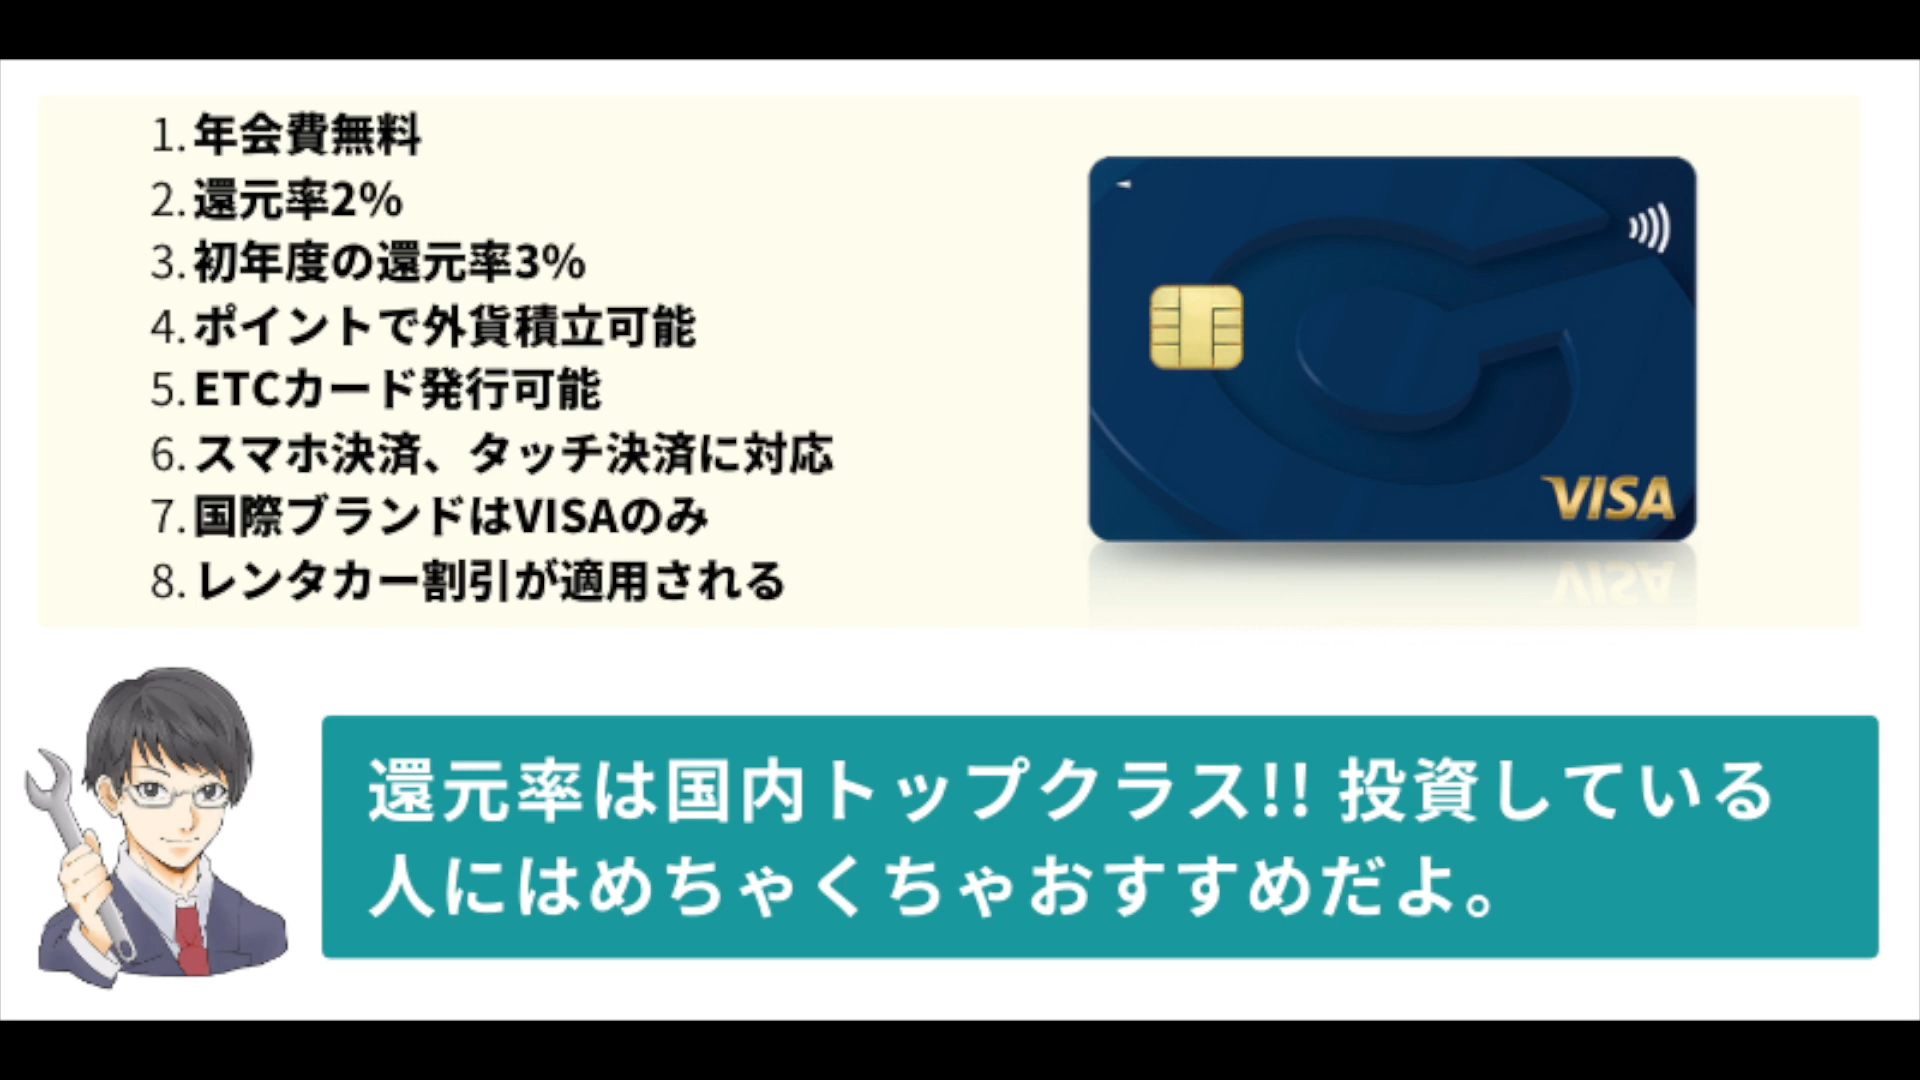 1. 年会費無料
2. 還元率2%
3. 初年度の還元率3%
4. ポイントで外貨積立可能
5. ETCカード発行可能
6. スマホ決済、タッチ決済に対応
7. 国際ブランドはVISAのみ
8. レンタカー割引が適用される
VISA
還元率は国内トップクラス!! 投資している
人にはめちゃくちゃおすすめだよ。